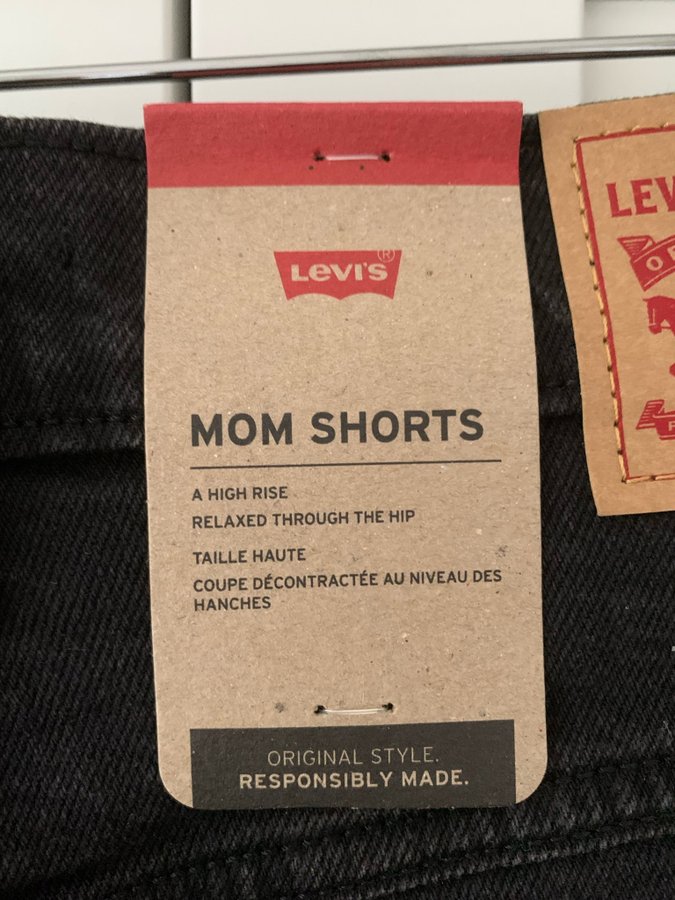 Levi's®
MOM SHORTS
A HIGH RISE
RELAXED THROUGH THE HIP
TAILLE HAUTE
COUPE DÉCONTRACTÉE AU NIVEAU DES
HANCHES
ORIGINAL STYLE.
RESPONSIBLY MADE.
LEV